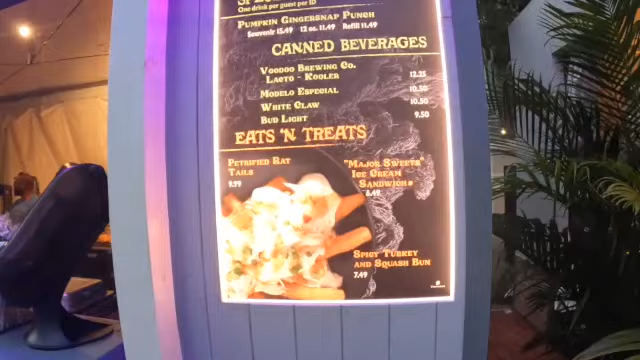 One drink per guest per ID
Pumpkin Gingersnap Punch
Souvenir 15.49 12 oz. 11.49 Refill 11.49
CANNED BEVERAGES
Voodoo Brewing Co.
Lacto - Kooler 12.25
Modelo Especial 10.50
White Claw 10.50
Bud Light 9.50
EATS 'N TREATS
Petrified Rat
Tails
9.99
"Major Sweets"
Ice Cream
Sandwich
6.49
Spicy Turkey
and Squash Bun
7.49